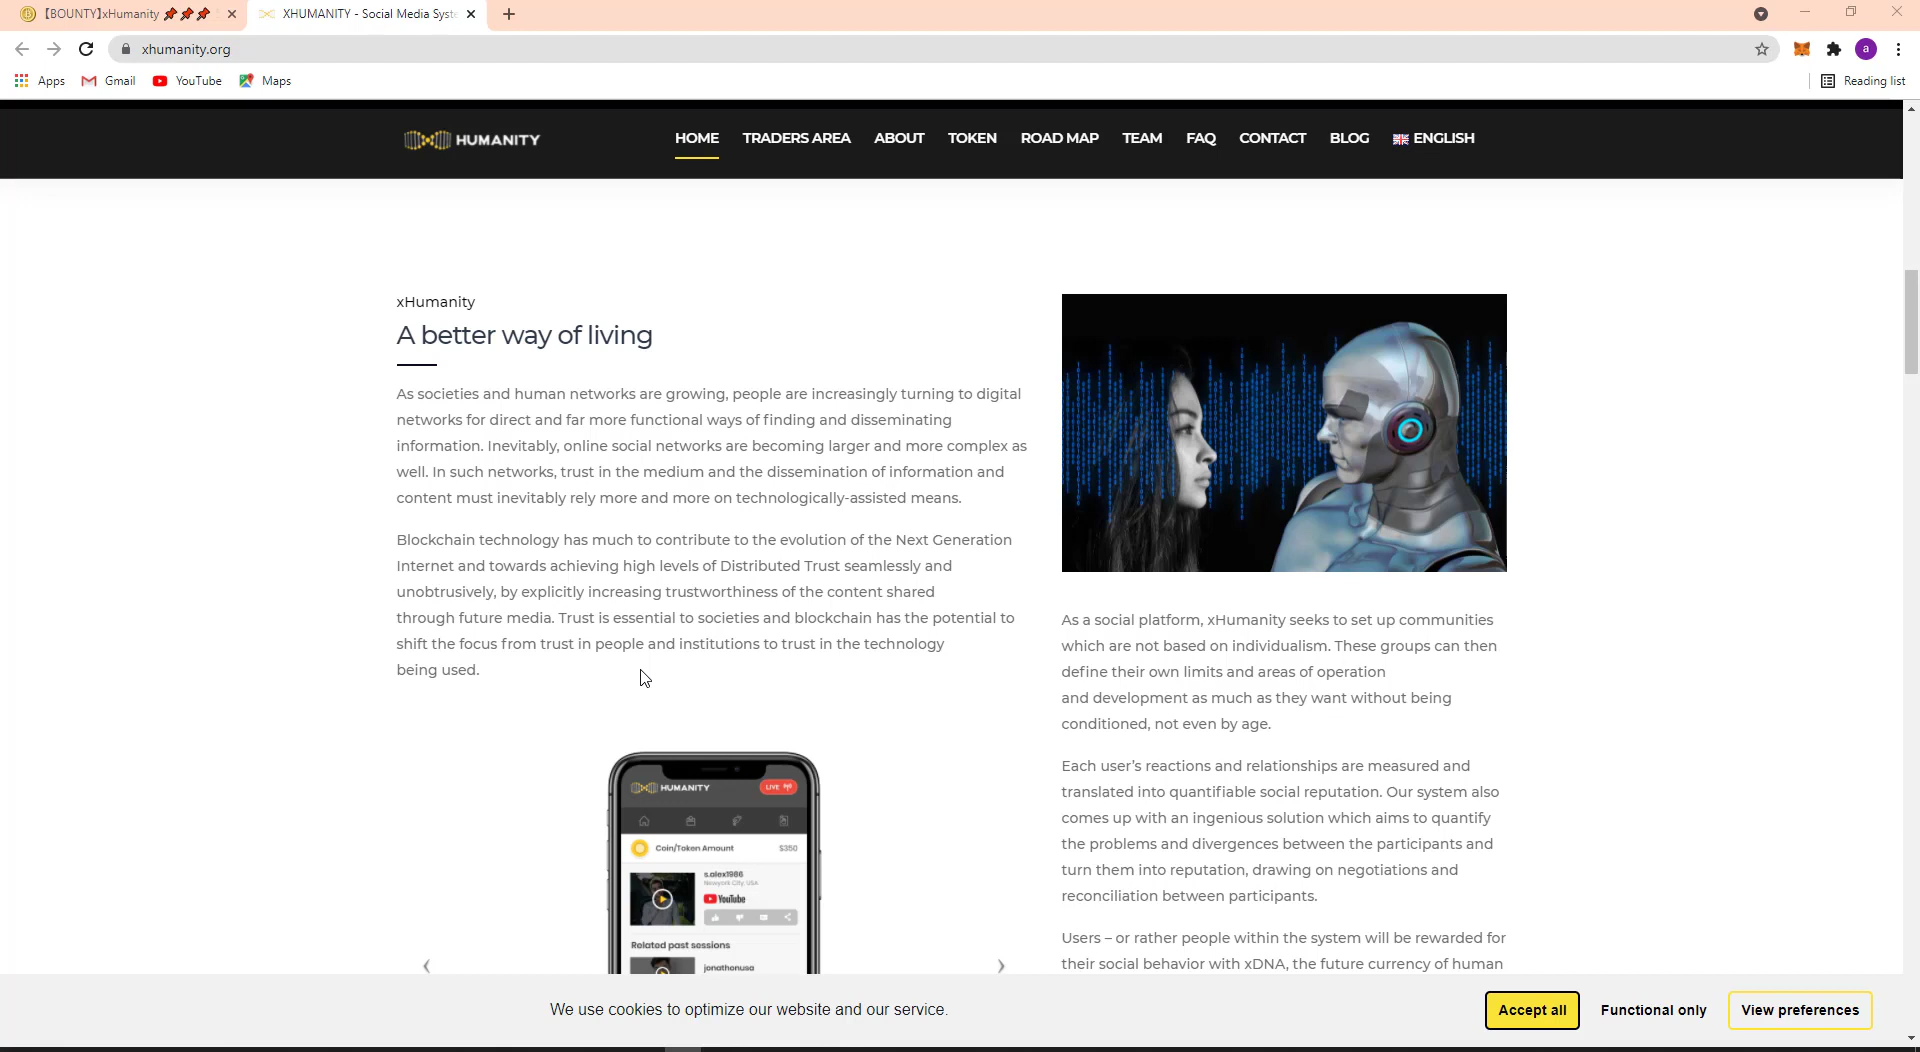 [BOUNTY]xHumanity
XHUMANITY - Social Media Syst
xhumanity.org
Apps
Gmail
YouTube
Maps
Reading list
HUMANITY
HOME
TRADERS AREA
ABOUT
TOKEN
ROAD MAP
TEAM
FAQ
CONTACT
BLOG
ENGLISH
xHumanity
A better way of living
As societies and human networks are growing, people are increasingly turning to digital
networks for direct and far more functional ways of finding and disseminating
information. Inevitably, online social networks are becoming larger and more complex as
well. In such networks, trust in the medium and the dissemination of information and
content must inevitably rely more and more on technologically-assisted means.
Blockchain technology has much to contribute to the evolution of the Next Generation
Internet and towards achieving high levels of Distributed Trust seamlessly and
unobtrusively, by explicitly increasing trustworthiness of the content shared
through future media. Trust is essential to societies and blockchain has the potential to
shift the focus from trust in people and institutions to trust in the technology
being used.
HUMANITY
LIVE
Coin/Token Amount $350
s.alex1986
Newyork City, USA
YouTube
Related past sessions
jonathonusa
As a social platform, xHumanity seeks to set up communities
which are not based on individualism. These groups can then
define their own limits and areas of operation
and development as much as they want without being
conditioned, not even by age.
Each user's reactions and relationships are measured and
translated into quantifiable social reputation. Our system also
comes up with an ingenious solution which aims to quantify
the problems and divergences between the participants and
turn them into reputation, drawing on negotiations and
reconciliation between participants.
Users – or rather people within the system will be rewarded for
their social behavior with xDNA, the future currency of human
We use cookies to optimize our website and our service.
Accept all
Functional only
View preferences